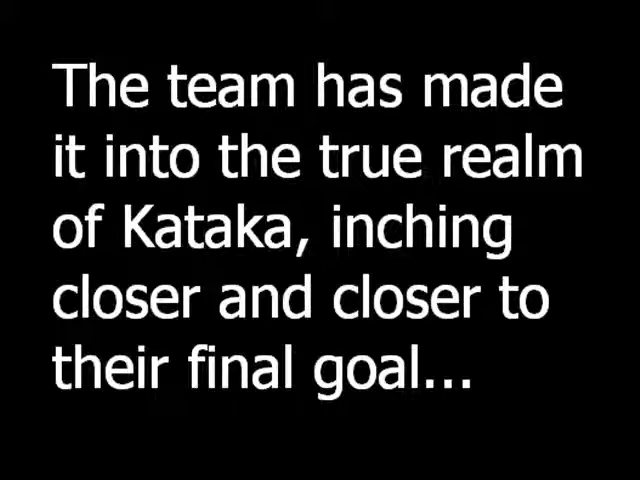 The team has made
it into the true realm
of Kataka, inching
closer and closer to
their final goal...